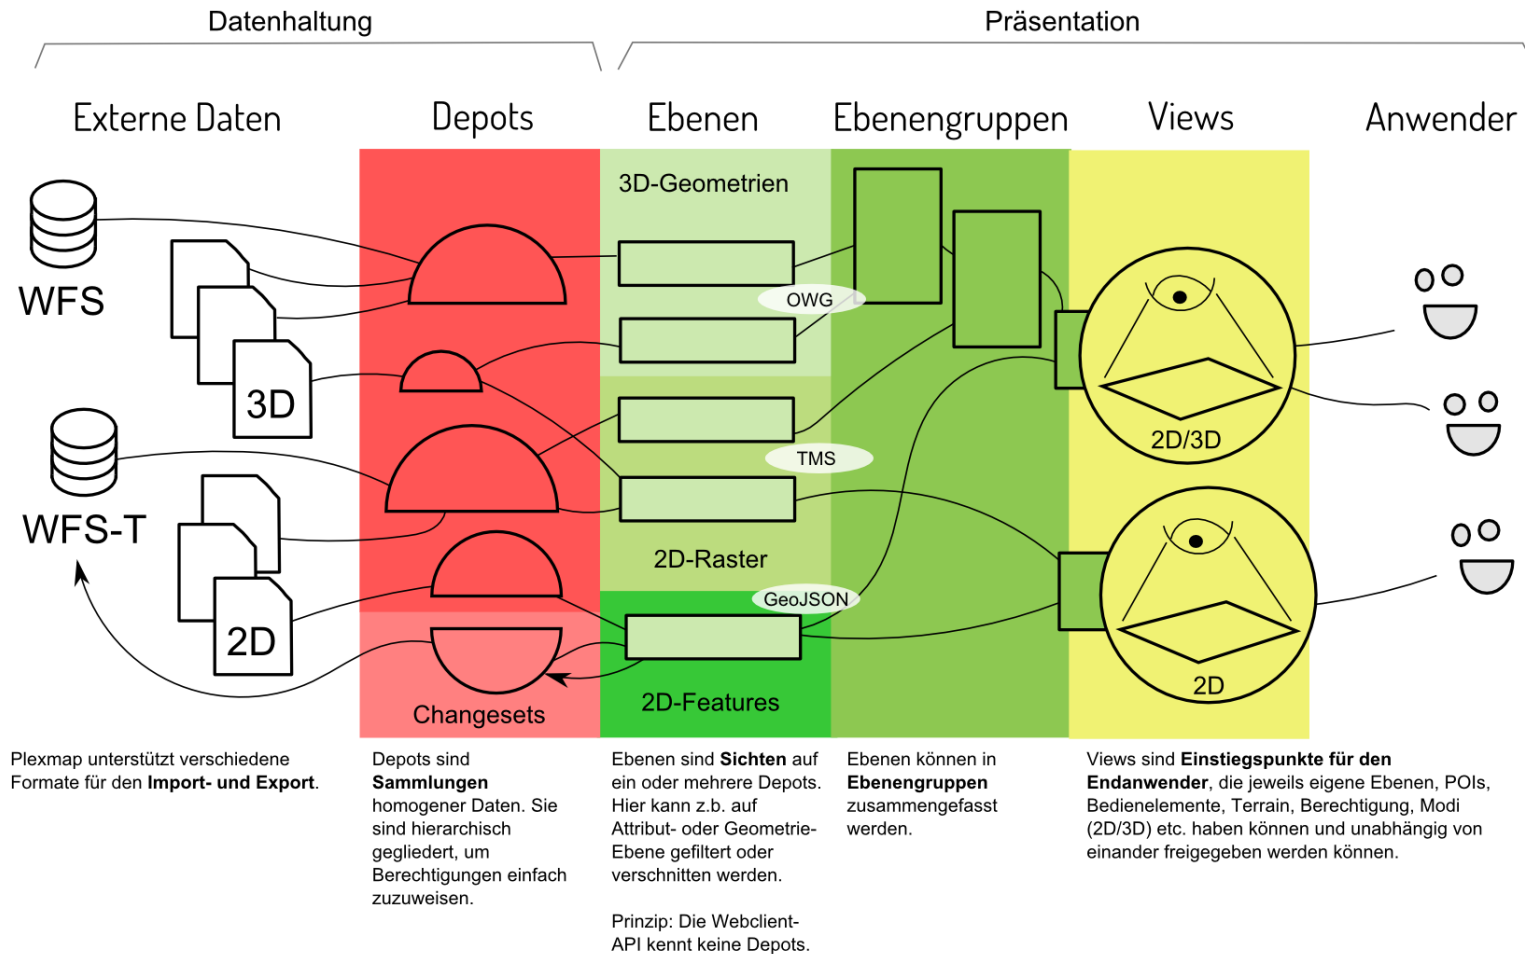 Datenhaltung
Präsentation
Externe Daten
Depots
Ebenen
Ebenengruppen
Views
Anwender
3D-Geometrien
WFS
OWG
3D
2D/3D
TMS
WFS-T
2D-Raster
GeoJSON
2D
2D
2D-Features
Changesets
Plexmap unterstützt verschiedene
Formate für den Import- und Export.
Depots sind
Sammlungen
homogener Daten. Sie
sind hierarchisch
gegliedert, um
Berechtigungen einfach
zuzuweisen.
Ebenen sind Sichten auf
ein oder mehrere Depots.
Hier kann z.b. auf
Attribut- oder Geometrie-
Ebene gefiltert oder
verschnitten werden.
Prinzip: Die Webclient-
API kennt keine Depots.
Ebenen können in
Ebenengruppen
zusammengefasst
werden.
Views sind Einstiegspunkte für den
Endanwender, die jeweils eigene Ebenen, POIs,
Bedienelemente, Terrain, Berechtigung, Modi
(2D/3D) etc. haben können und unabhängig von
einander freigegeben werden können.